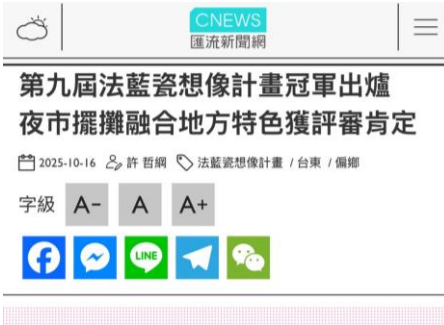 CNEWS
匯流新聞網
第九屆法藍瓷想像計畫冠軍出爐
夜市擺攤融合地方特色獲評審肯定
2025-10-16 許 哲綱 法藍瓷想像計畫 / 台東 / 偏鄉
字級 A- A A+
LINE